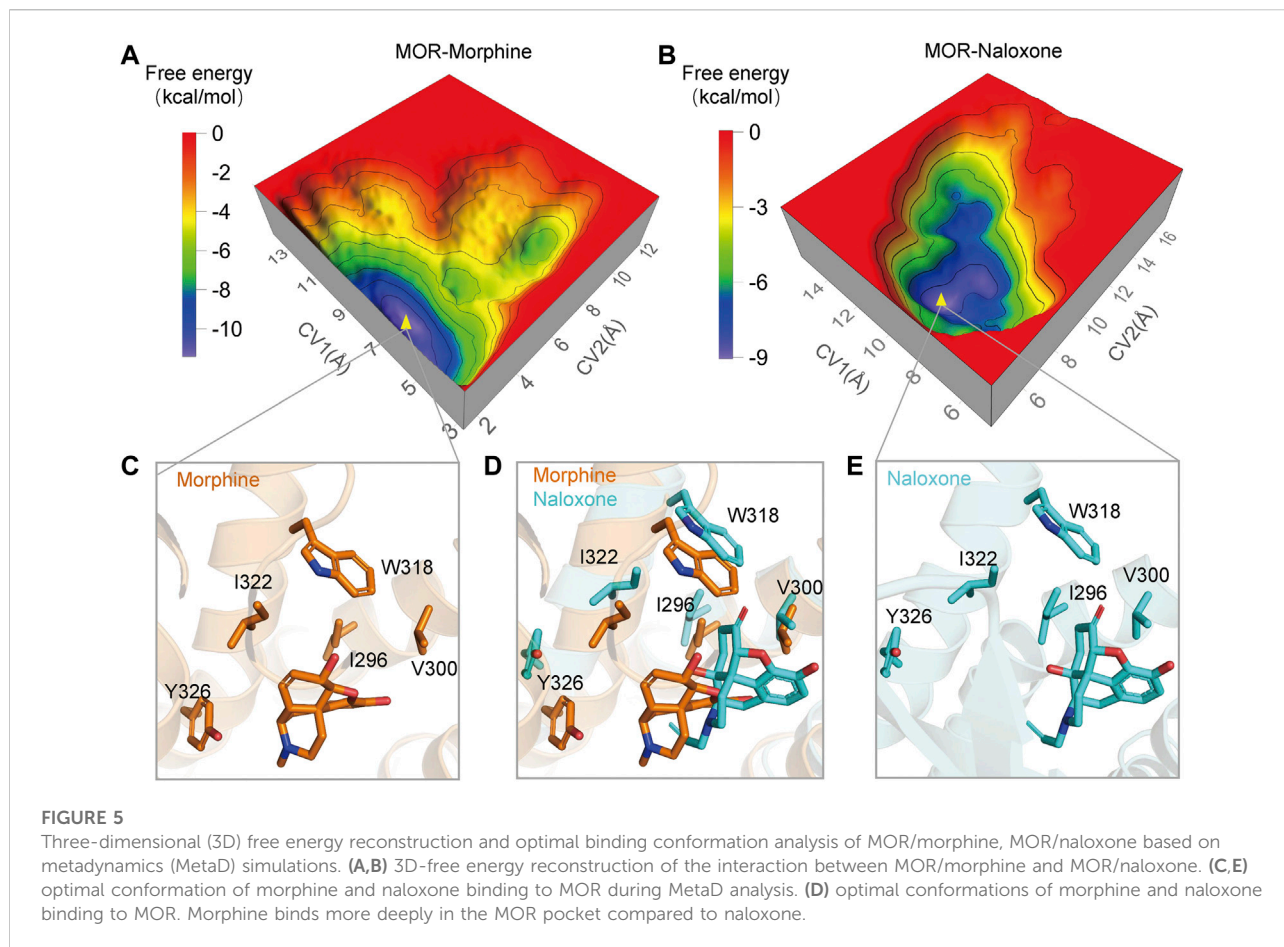 A
MOR-Morphine
Free energy
(kcal/mol)
0
-2
-4
-6
-8
-10
13
11
9
7
5
3
CV1(Å)
2
4
6
8
10
12
CV2(Å)
B
MOR-Naloxone
Free energy
(kcal/mol)
0
-3
-6
-9
14
12
10
8
6
CV1(Å)
6
8
10
12
14
16
CV2(Å)
C
Morphine
W318
I322
I296
V300
Y326
D
Morphine
Naloxone
W318
I322
I296
V300
Y326
E
Naloxone
W318
I322
I296
V300
Y326
FIGURE 5
Three-dimensional (3D) free energy reconstruction and optimal binding conformation analysis of MOR/morphine, MOR/naloxone based on
metadynamics (MetaD) simulations. (A,B) 3D-free energy reconstruction of the interaction between MOR/morphine and MOR/naloxone. (C,E)
optimal conformation of morphine and naloxone binding to MOR during MetaD analysis. (D) optimal conformations of morphine and naloxone
binding to MOR. Morphine binds more deeply in the MOR pocket compared to naloxone.